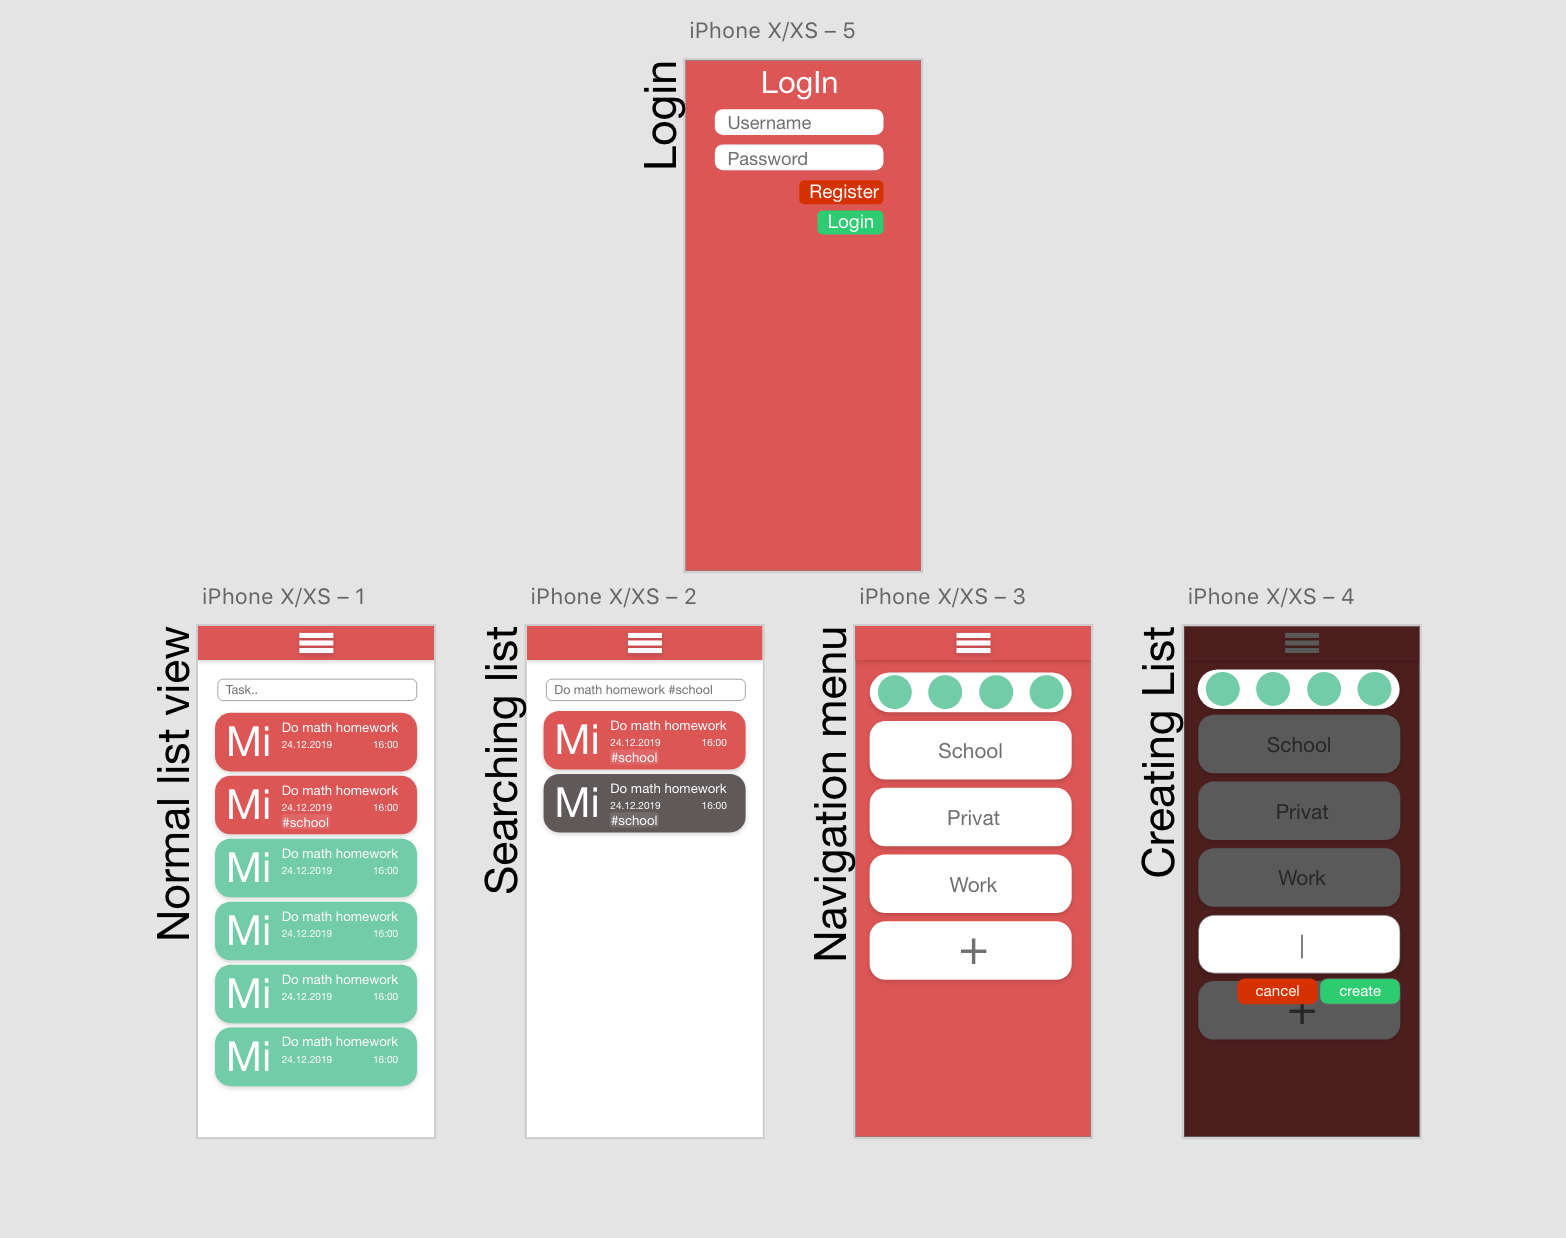 iPhone X/XS – 5
Login
LogIn
Username
Password
Register
Login
iPhone X/XS – 1
Normal list view
Task..
Mi
Do math homework
24.12.2019 16:00
Mi
Do math homework
24.12.2019 16:00
#school
Mi
Do math homework
24.12.2019 16:00
Mi
Do math homework
24.12.2019 16:00
Mi
Do math homework
24.12.2019 16:00
Mi
Do math homework
24.12.2019 16:00
iPhone X/XS – 2
Searching list
Do math homework #school
Mi
Do math homework
24.12.2019 16:00
#school
Mi
Do math homework
24.12.2019 16:00
#school
iPhone X/XS – 3
Navigation menu
School
Privat
Work
+
iPhone X/XS – 4
Creating List
School
Privat
Work
|
cancel create
+